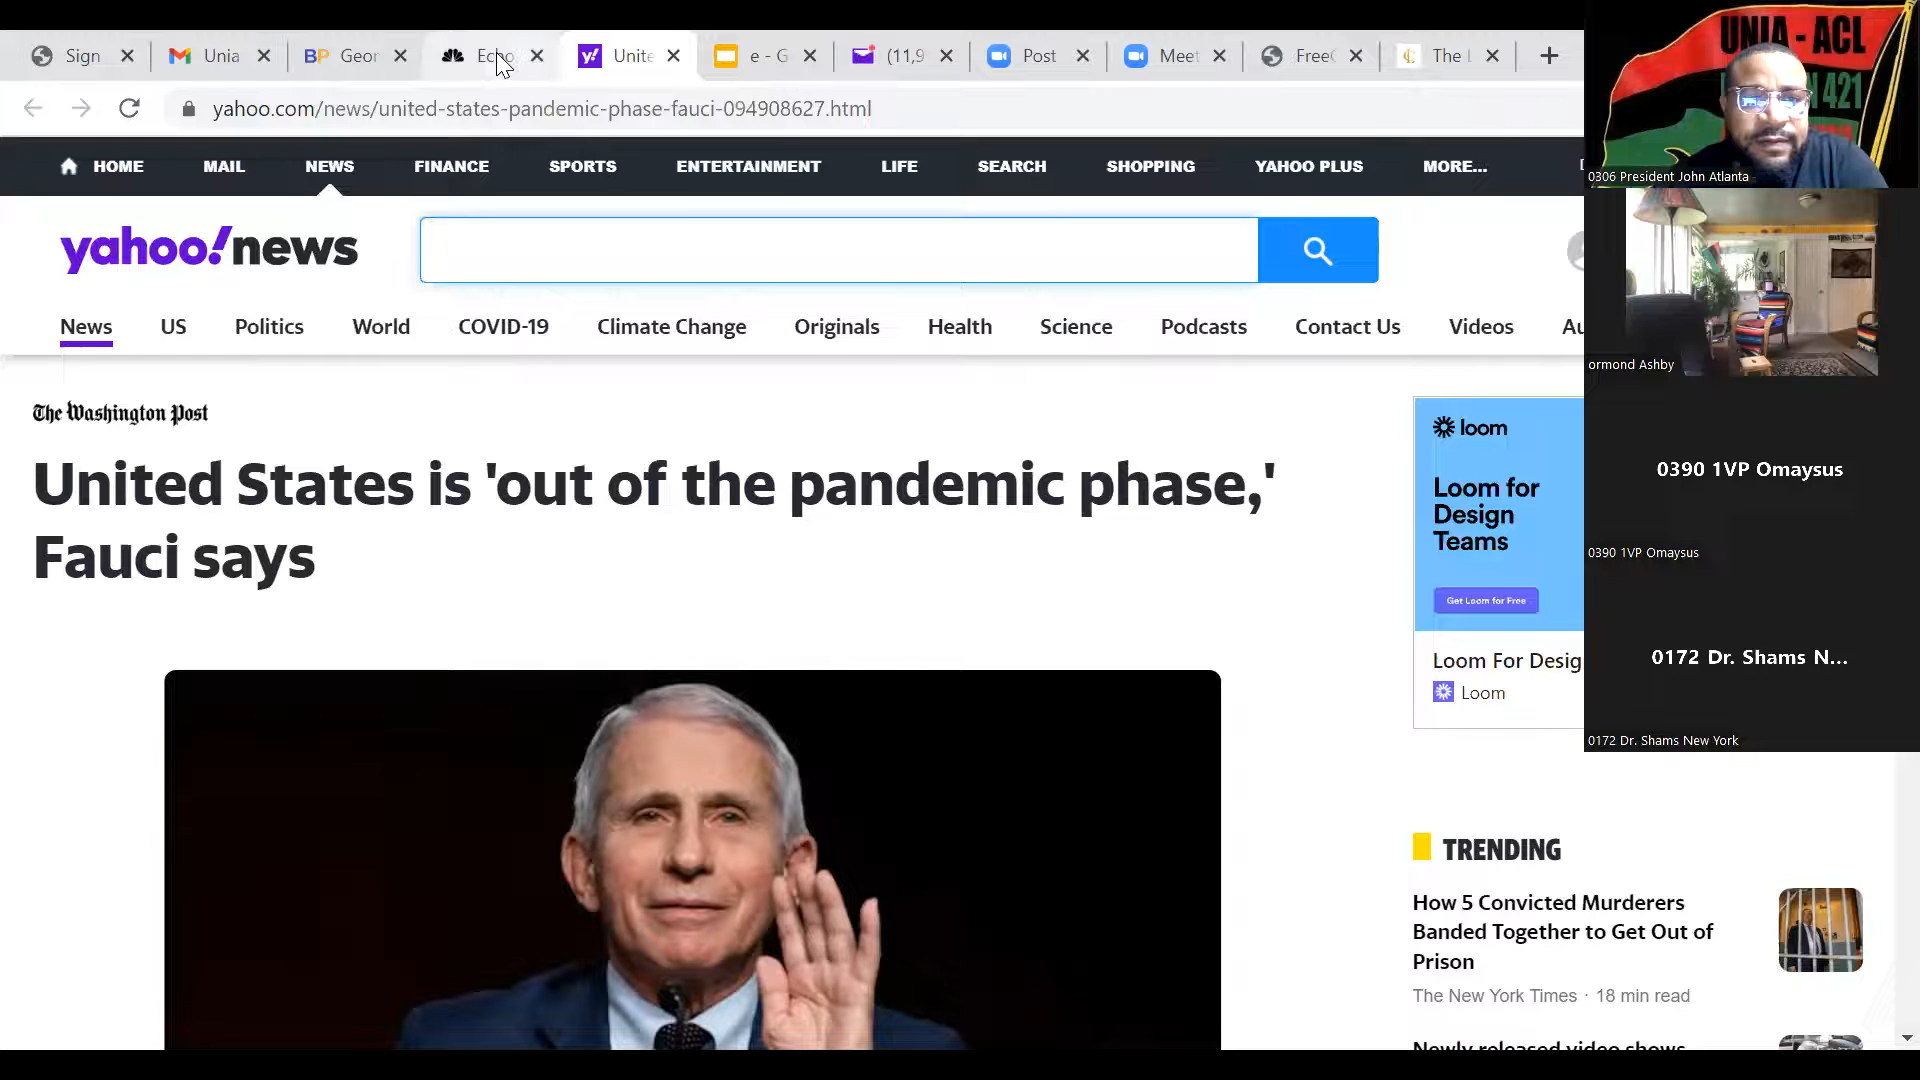 Sign
Unia
BP Geor
Echo
y! Unite
e - G
(11,9
Post
Meet
Free
The
yahoo.com/news/united-states-pandemic-phase-fauci-094908627.html
HOME MAIL NEWS FINANCE SPORTS ENTERTAINMENT LIFE SEARCH SHOPPING YAHOO PLUS MORE...
yahoo!news
News US Politics World COVID-19 Climate Change Originals Health Science Podcasts Contact Us Videos Au
The Washington Post
United States is 'out of the pandemic phase,'
Fauci says
loom
Loom for
Design
Teams
Get Loom for Free
Loom For Desig
Loom
TRENDING
How 5 Convicted Murderers
Banded Together to Get Out of
Prison
The New York Times · 18 min read
Newly released video shows
UNIA - ACL
421
0306 President John Atlanta
ormond Ashby
0390 1VP Omaysus
0390 1VP Omaysus
0172 Dr. Shams N...
0172 Dr. Shams New York